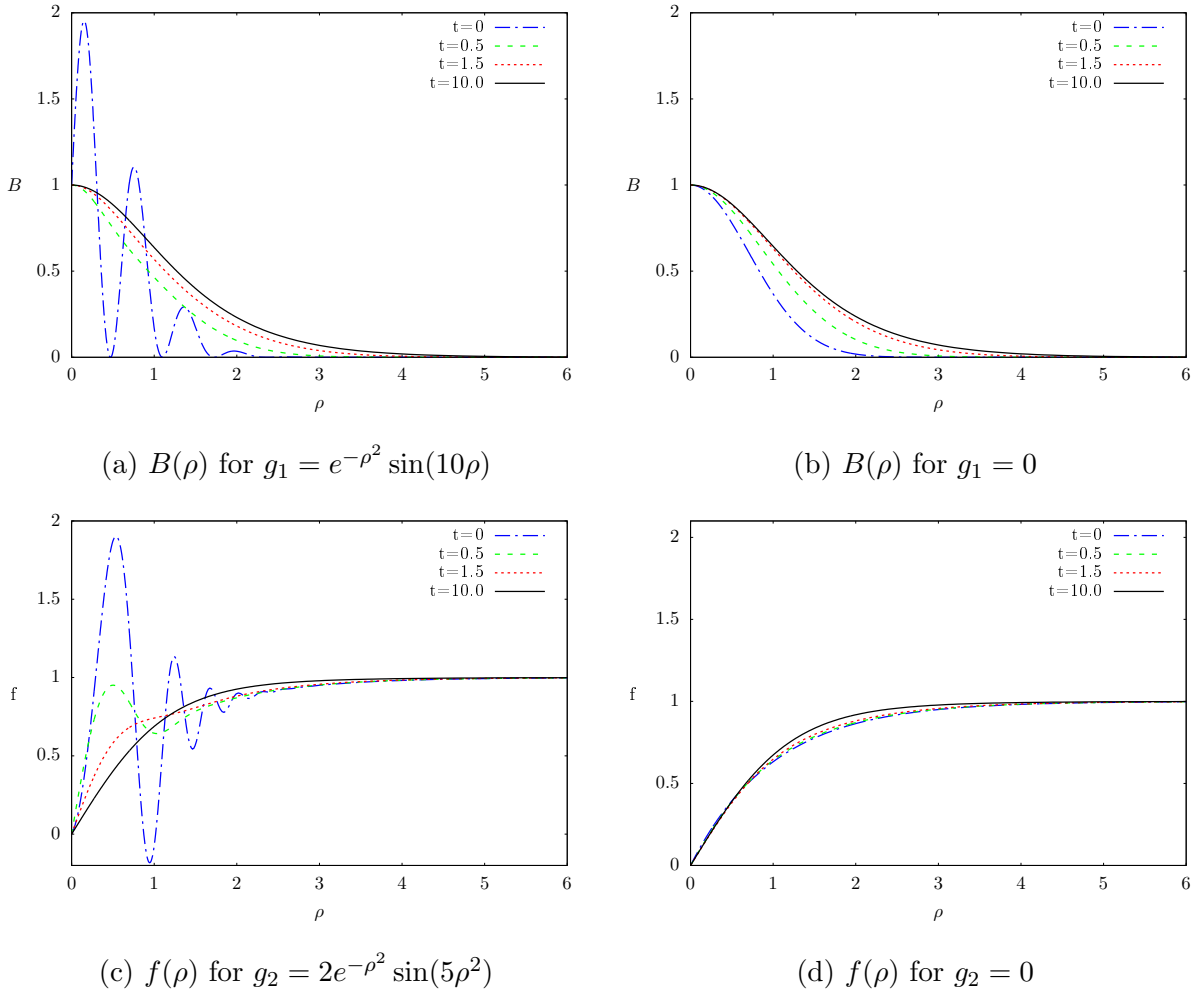 2
1.5
B 1
0.5
0
0 1 2 3 4 5 6
ρ
t=0
t=0.5
t=1.5
t=10.0
(a) B(ρ) for g₁ = e^{−ρ²} sin(10ρ)
2
1.5
B 1
0.5
0
0 1 2 3 4 5 6
ρ
t=0
t=0.5
t=1.5
t=10.0
(b) B(ρ) for g₁ = 0
2
1.5
1
f
0.5
0
0 1 2 3 4 5 6
ρ
t=0
t=0.5
t=1.5
t=10.0
(c) f(ρ) for g₂ = 2e^{−ρ²} sin(5ρ²)
2
1.5
f 1
0.5
0
0 1 2 3 4 5 6
ρ
t=0
t=0.5
t=1.5
t=10.0
(d) f(ρ) for g₂ = 0